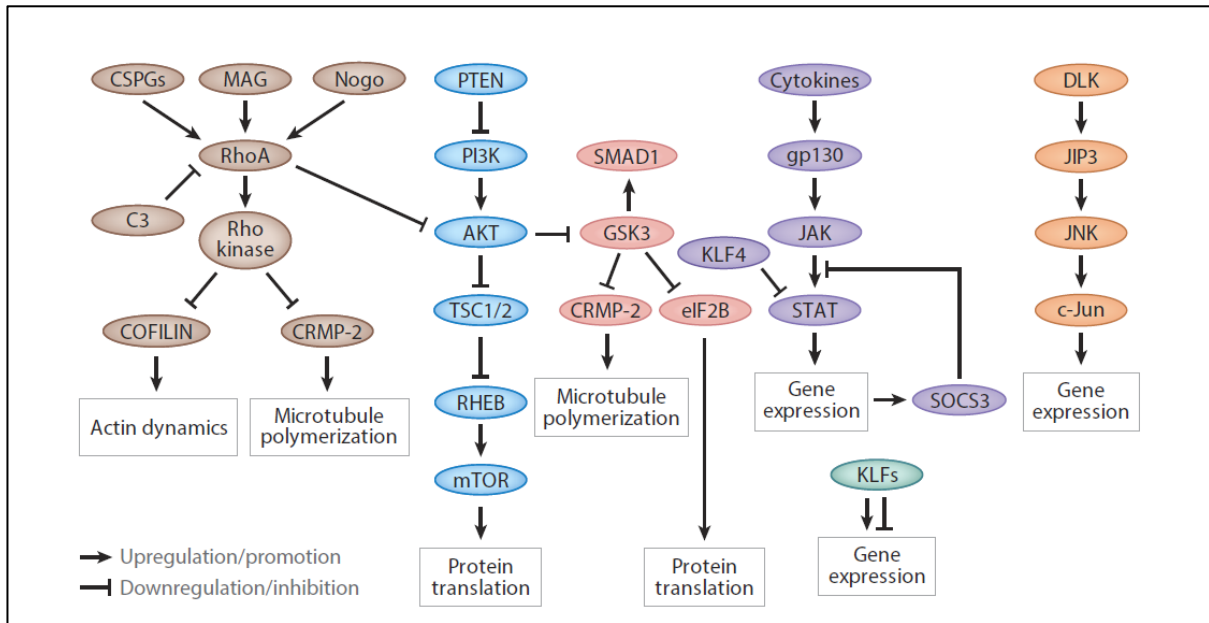 CSPGs
MAG
Nogo
PTEN
Cytokines
DLK
RhoA
PI3K
SMAD1
gp130
JIP3
C3
Rho
kinase
AKT
GSK3
KLF4
JAK
JNK
COFILIN
CRMP-2
TSC1/2
CRMP-2
eIF2B
STAT
c-Jun
Actin dynamics
Microtubule
polymerization
RHEB
Microtubule
polymerization
Gene
expression
SOCS3
Gene
expression
mTOR
KLFs
Upregulation/promotion
Downregulation/inhibition
Protein
translation
Protein
translation
Gene
expression